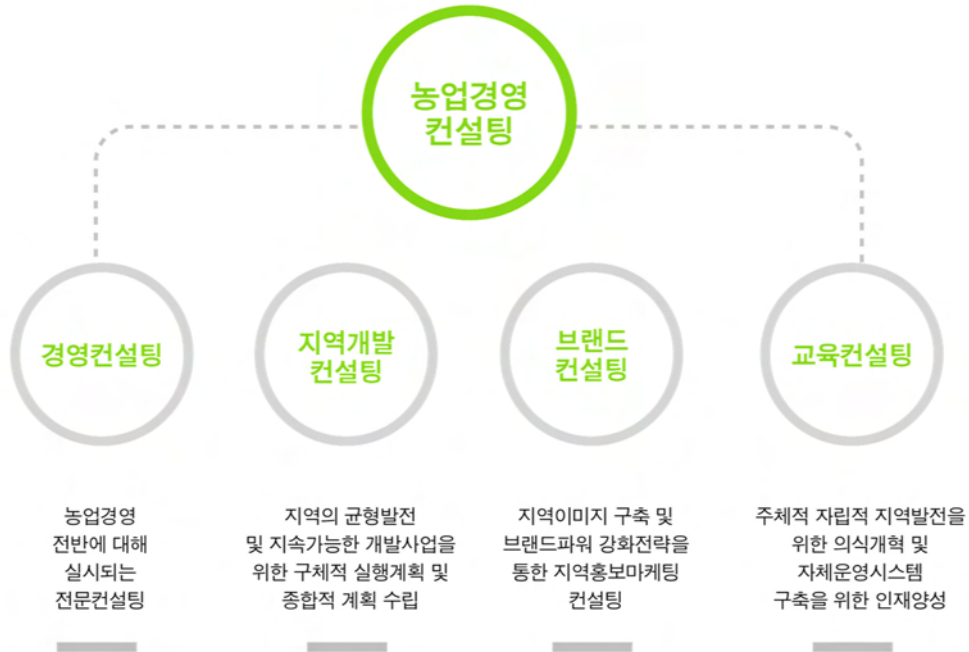 농업경영
컨설팅
경영컨설팅
지역개발
컨설팅
브랜드
컨설팅
교육컨설팅
농업경영
전반에 대해
실시되는
전문컨설팅
지역의 균형발전
및 지속가능한 개발사업을
위한 구체적 실행계획 및
종합적 계획 수립
지역이미지 구축 및
브랜드파워 강화전략을
통한 지역홍보마케팅
컨설팅
주체적 자립적 지역발전을
위한 의식개혁 및
자체운영시스템
구축을 위한 인재양성